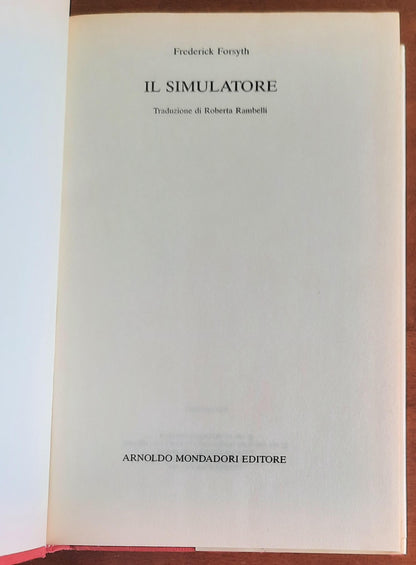 Frederick Forsyth
IL SIMULATORE
Traduzione di Roberta Rambelli
ARNOLDO MONDADORI EDITORE